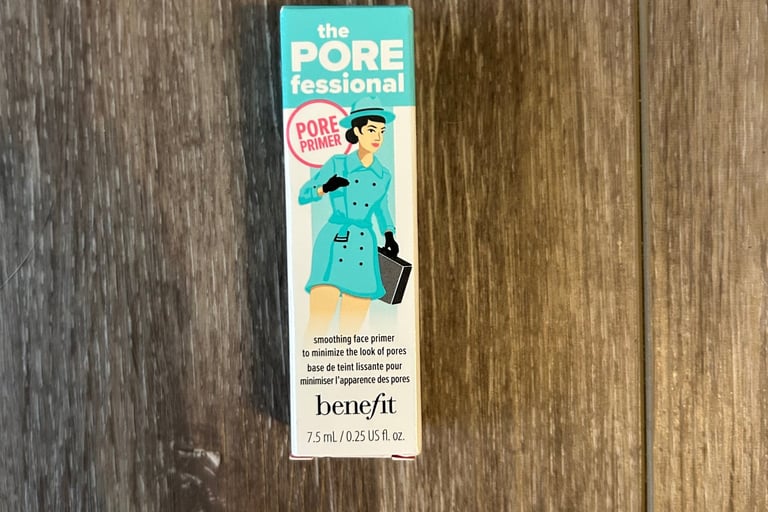 the
PORE
fessional
PORE
PRIMER
smoothing face primer
to minimize the look of pores
base de teint lissante pour
minimiser l'apparence des pores
benefit
7.5 mL / 0.25 US fl. oz.